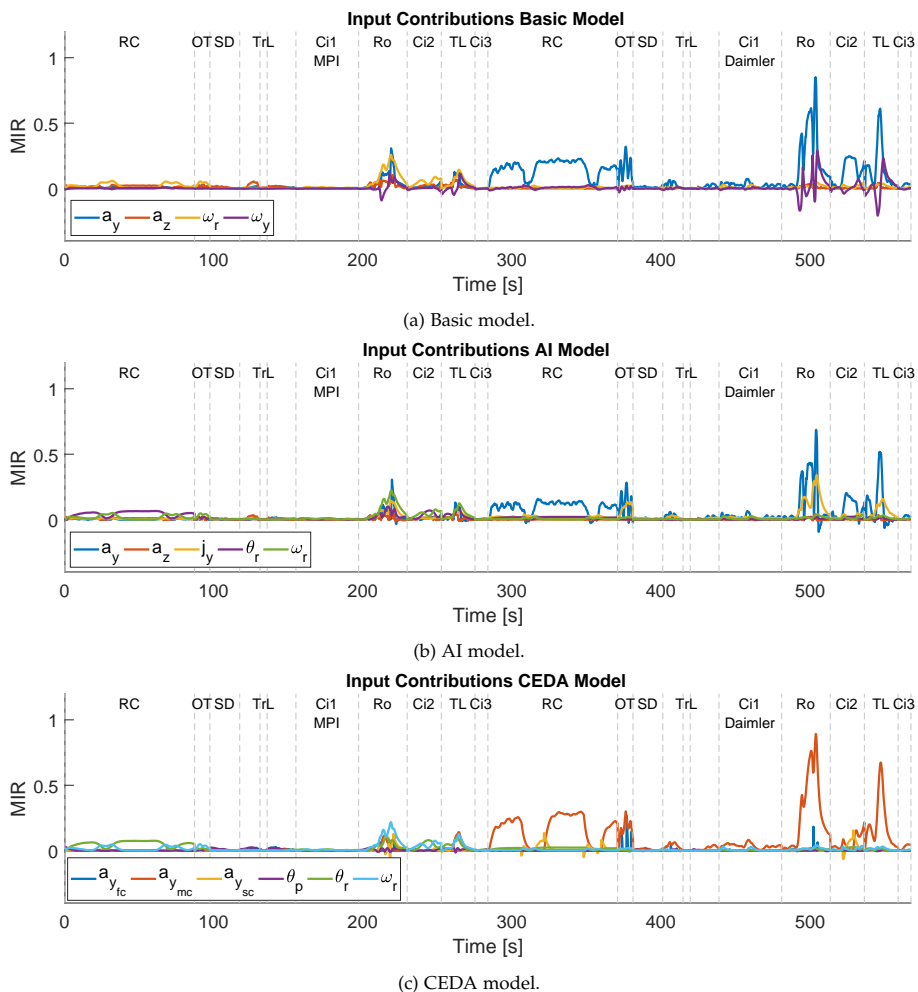 Input Contributions Basic Model
RC OT SD TrL Ci1 Ro Ci2 TL Ci3 RC OT SD TrL Ci1 Ro Ci2 TL Ci3
MPI Daimler
1
0.5
0
MIR
a_y a_z ω_r ω_y
0 100 200 300 400 500
Time [s]
(a) Basic model.
Input Contributions AI Model
RC OT SD TrL Ci1 Ro Ci2 TL Ci3 RC OT SD TrL Ci1 Ro Ci2 TL Ci3
MPI Daimler
1
0.5
0
MIR
a_y a_z j_y θ_r ω_r
0 100 200 300 400 500
Time [s]
(b) AI model.
Input Contributions CEDA Model
RC OT SD TrL Ci1 Ro Ci2 TL Ci3 RC OT SD TrL Ci1 Ro Ci2 TL Ci3
MPI Daimler
1
0.5
0
MIR
a_y_fc a_y_mc a_y_sc θ_p θ_r ω_r
0 100 200 300 400 500
Time [s]
(c) CEDA model.